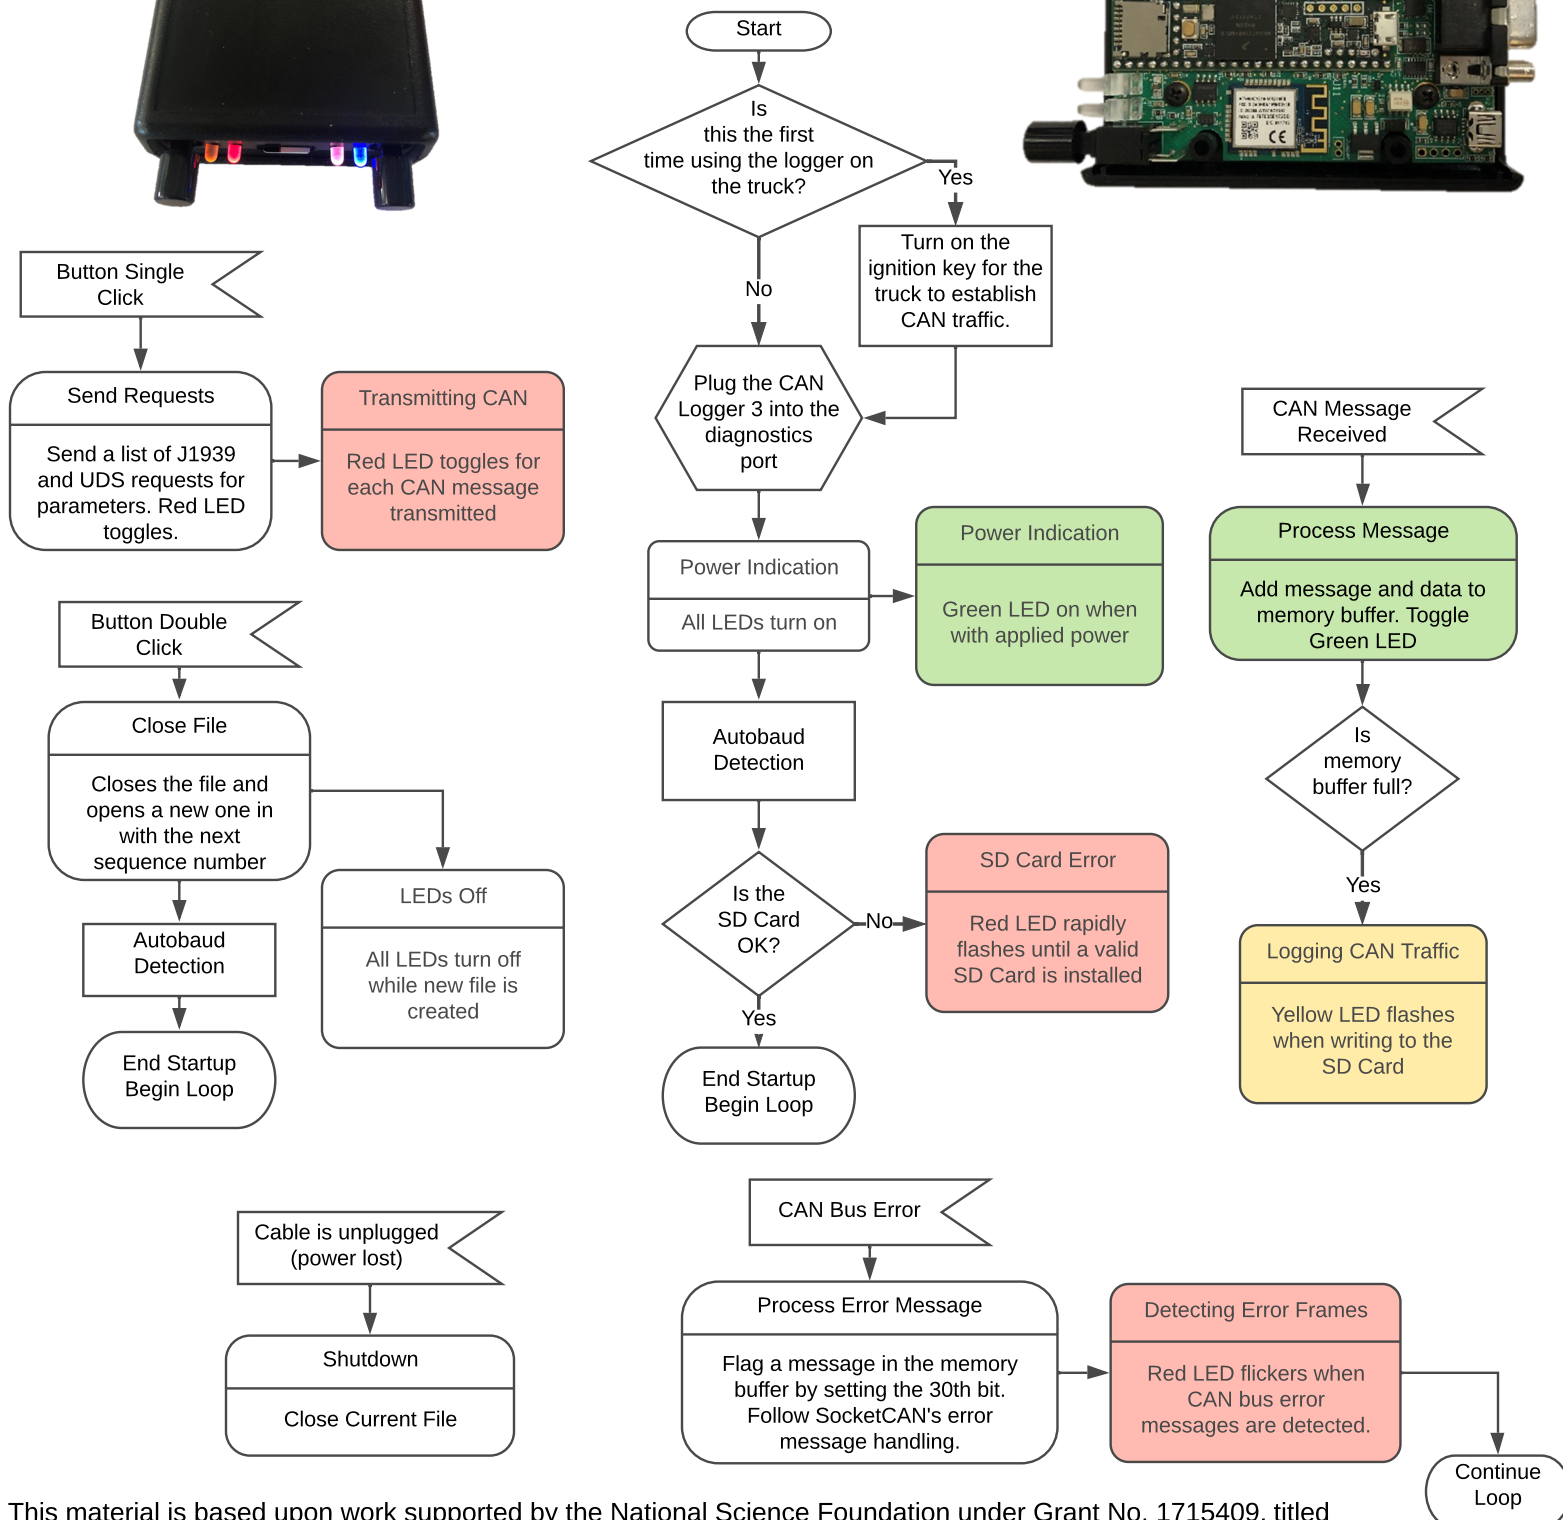 Start
Is
this the first
time using the logger on
the truck?
Yes
Turn on the
ignition key for the
truck to establish
CAN traffic.
No
Plug the CAN
Logger 3 into the
diagnostics
port
Power Indication
All LEDs turn on
Power Indication
Green LED on when
with applied power
Autobaud
Detection
Is the
SD Card
OK?
No
SD Card Error
Red LED rapidly
flashes until a valid
SD Card is installed
Yes
End Startup
Begin Loop
Button Single
Click
Send Requests
Send a list of J1939
and UDS requests for
parameters. Red LED
toggles.
Transmitting CAN
Red LED toggles for
each CAN message
transmitted
Button Double
Click
Close File
Closes the file and
opens a new one in
with the next
sequence number
LEDs Off
All LEDs turn off
while new file is
created
Autobaud
Detection
End Startup
Begin Loop
CAN Message
Received
Process Message
Add message and data to
memory buffer. Toggle
Green LED
Is
memory
buffer full?
Yes
Logging CAN Traffic
Yellow LED flashes
when writing to the
SD Card
Cable is unplugged
(power lost)
Shutdown
Close Current File
CAN Bus Error
Process Error Message
Flag a message in the memory
buffer by setting the 30th bit.
Follow SocketCAN's error
message handling.
Detecting Error Frames
Red LED flickers when
CAN bus error
messages are detected.
Continue
Loop
This material is based upon work supported by the National Science Foundation under Grant No. 1715409, titled